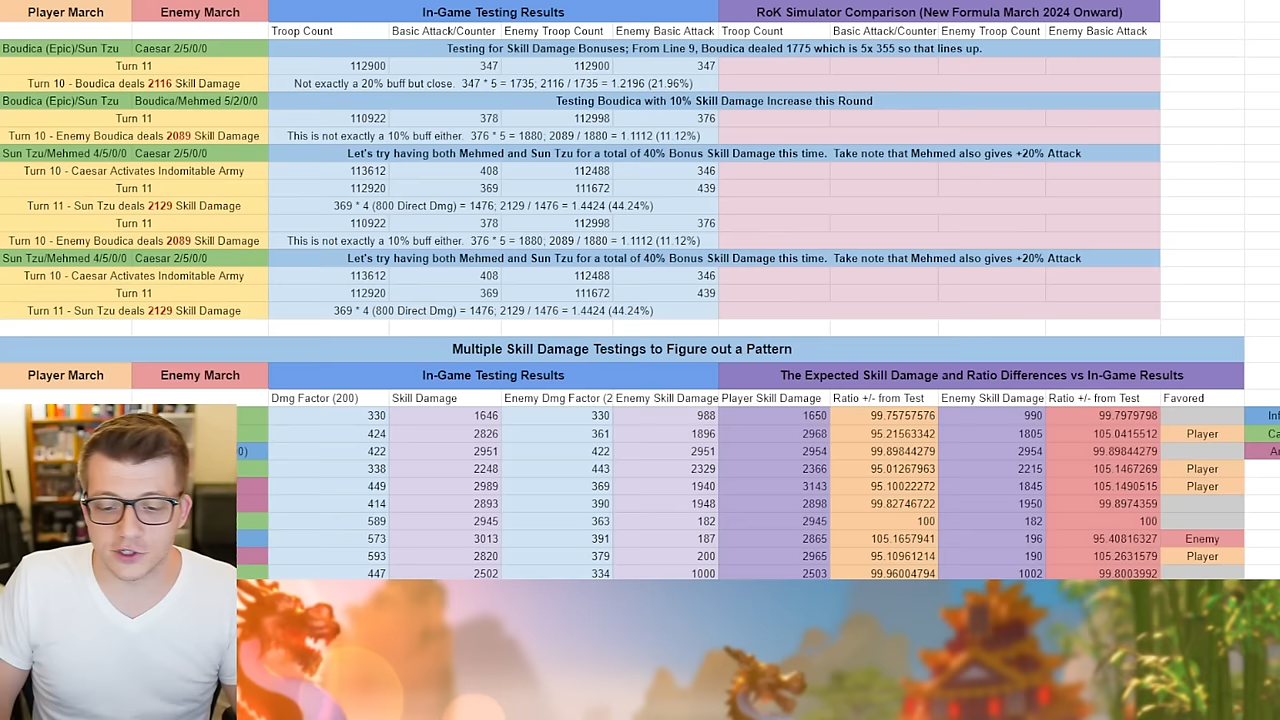 Player March Enemy March In-Game Testing Results RoK Simulator Comparison (New Formula March 2024 Onward)
Troop Count Basic Attack/Counter Enemy Troop Count Enemy Basic Attack Troop Count Basic Attack/Counter Enemy Troop Count Enemy Basic Attack
Boudica (Epic)/Sun Tzu Caesar 2/5/0/0 Testing for Skill Damage Bonuses; From Line 9, Boudica dealed 1775 which is 5x 355 so that lines up.
Turn 11 112900 347 112900 347
Turn 10 - Boudica deals 2116 Skill Damage Not exactly a 20% buff but close. 347 * 5 = 1735; 2116 / 1735 = 1.2196 (21.96%)
Boudica (Epic)/Sun Tzu Boudica/Mehmed 5/2/0/0 Testing Boudica with 10% Skill Damage Increase this Round
Turn 11 110922 378 112998 376
Turn 10 - Enemy Boudica deals 2089 Skill Damage This is not exactly a 10% buff either. 376 * 5 = 1880; 2089 / 1880 = 1.1112 (11.12%)
Sun Tzu/Mehmed 4/5/0/0 Caesar 2/5/0/0 Let's try having both Mehmed and Sun Tzu for a total of 40% Bonus Skill Damage this time. Take note that Mehmed also gives +20% Attack
Turn 10 - Caesar Activates Indomitable Army 113612 408 112488 346
Turn 11 112920 369 111672 439
Turn 11 - Sun Tzu deals 2129 Skill Damage 369 * 4 (800 Direct Dmg) = 1476; 2129 / 1476 = 1.4424 (44.24%)
Turn 11 110922 378 112998 376
Turn 10 - Enemy Boudica deals 2089 Skill Damage This is not exactly a 10% buff either. 376 * 5 = 1880; 2089 / 1880 = 1.1112 (11.12%)
Sun Tzu/Mehmed 4/5/0/0 Caesar 2/5/0/0 Let's try having both Mehmed and Sun Tzu for a total of 40% Bonus Skill Damage this time. Take note that Mehmed also gives +20% Attack
Turn 10 - Caesar Activates Indomitable Army 113612 408 112488 346
Turn 11 112920 369 111672 439
Turn 11 - Sun Tzu deals 2129 Skill Damage 369 * 4 (800 Direct Dmg) = 1476; 2129 / 1476 = 1.4424 (44.24%)
Multiple Skill Damage Testings to Figure out a Pattern
Player March Enemy March In-Game Testing Results The Expected Skill Damage and Ratio Differences vs In-Game Results
Dmg Factor (200) Skill Damage Enemy Dmg Factor (2 Enemy Skill Damage Player Skill Damage Ratio +/- from Test Enemy Skill Damage Ratio +/- from Test Favored
330 1646 330 988 1650 99.75757576 990 99.7979798 Inf
424 2826 361 1896 2968 95.21563342 1805 105.0415512 Player Ca
0) 422 2951 422 2951 2954 99.89844279 2954 99.89844279
338 2248 443 2329 2366 95.01267963 2215 105.1467269 Player
449 2989 369 1940 3143 95.10022272 1845 105.1490515 Player
414 2893 390 1948 2898 99.82746722 1950 99.8974359
589 2945 363 182 2945 100 182 100
573 3013 391 187 2865 105.1657941 196 95.40816327 Enemy
593 2820 379 200 2965 95.10961214 190 105.2631579 Player
447 2502 334 1000 2503 99.96004794 1002 99.8003992